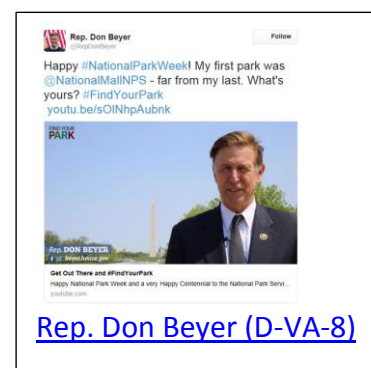 Rep. Don Beyer
@RepDonBeyer
Follow
Happy #NationalParkWeek! My first park was
@NationalMallNPS - far from my last. What's
yours? #FindYourPark
youtu.be/sOlNhpAubnk
FIND YOUR
PARK
Rep. DON BEYER
beyer.house.gov
Get Out There and #FindYourPark
Happy National Park Week and a very Happy Centennial to the National Park Servi...
youtube.com
Rep. Don Beyer (D-VA-8)